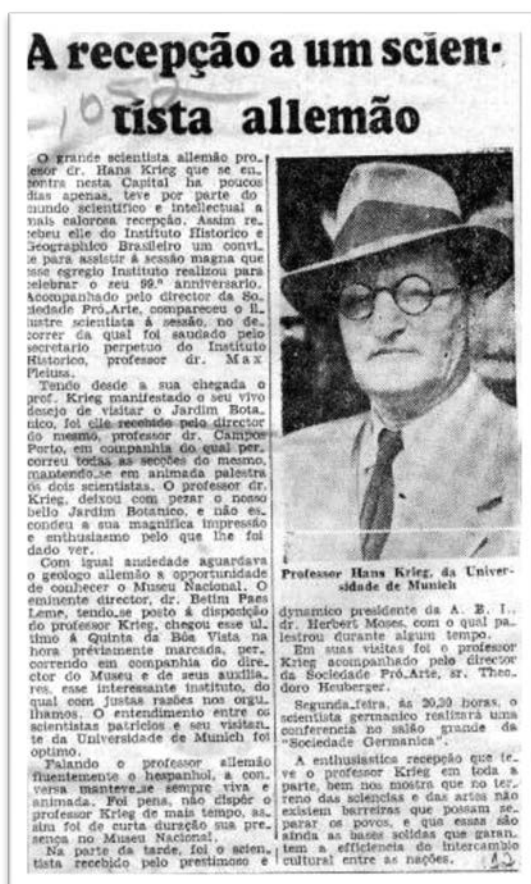 A recepção a um scien-
tista allemão
1052
O grande scientista allemão pro-
fesor dr. Hans Krieg que se en-
contra nesta Capital ha poucos
dias apenas, teve por parte do
mundo scientifico e intellectual a
mais calorosa recepção. Assim re-
cebeu elle do Instituto Historico e
Geographico Brasileiro um convi-
te para assistir á sessão magna que
esse egregio Instituto realizou para
celebrar o seu 99.º anniversario.
Acompanhado pelo director da So-
ciedade Pró-Arte, compareceu o il-
lustre scientista á sessão, no de-
correr da qual foi saudado pelo
secretario perpetuo do Instituto
Historico, professor dr. Max
Fleiuss.
Tendo desde a sua chegada o
prof. Krieg manifestado o seu vivo
desejo de visitar o Jardim Bota-
nico, foi elle recebido pelo director
do mesmo, professor dr. Campos
Porto, em companhia do qual per-
correu todas as secções do mesmo,
mantendo-se em animada palestra
os dois scientistas. O professor dr.
Krieg, deixou com pezar o nosso
bello Jardim Botanico, e não es-
condeu a sua magnifica impressão
e enthusiasmo pelo que lhe foi
dado ver.
Com igual ansiedade aguardava
o geologo allemão a opportunidade
de conhecer o Museu Nacional. O
eminente director, dr. Betim Paes
Leme, tendo-se posto á disposição
do professor Krieg, chegou esse ul-
timo á Quinta da Bôa Vista na
hora préviamente marcada, per-
correndo em companhia do dire-
ctor do Museu e de seus auxilia-
res, esse interessante instituto, do
qual com justas razões nos orgu-
lhamos. O entendimento entre os
scientistas patricios e seu visitan-
te da Universidade de Munich foi
optimo.
Falando o professor allemão
fluentemente o hespanhol, a con-
versa manteve-se sempre viva e
animada. Foi pena, não dispôr o
professor Krieg de mais tempo, as-
sim foi de curta duração sua pre-
sença no Museu Nacional.
Na parte da tarde, foi o scien-
tista recebido pelo prestimoso e
Professor Hans Krieg, da Univer-
sidade de Munich
dynamico presidente da A. B. I.,
dr. Herbert Moses, com o qual pa-
lestrou durante algum tempo.
Em suas visitas foi o professor
Krieg acompanhado pelo director
da Sociedade Pró-Arte, sr. Theo-
doro Heuberger.
Segunda-feira, ás 20,30 horas, o
scientista germanico realizará uma
conferencia no salão grande da
"Sociedade Germanica".
A enthusiastica recepção que te-
ve o professor Krieg em toda a
parte, bem nos mostra que no ter-
reno das sciencias e das artes não
existem barreiras que possam se-
parar os povos, e que essas são
ainda as bases solidas que garan-
tem a efficiencia do intercambio
cultural entre as nações.
12